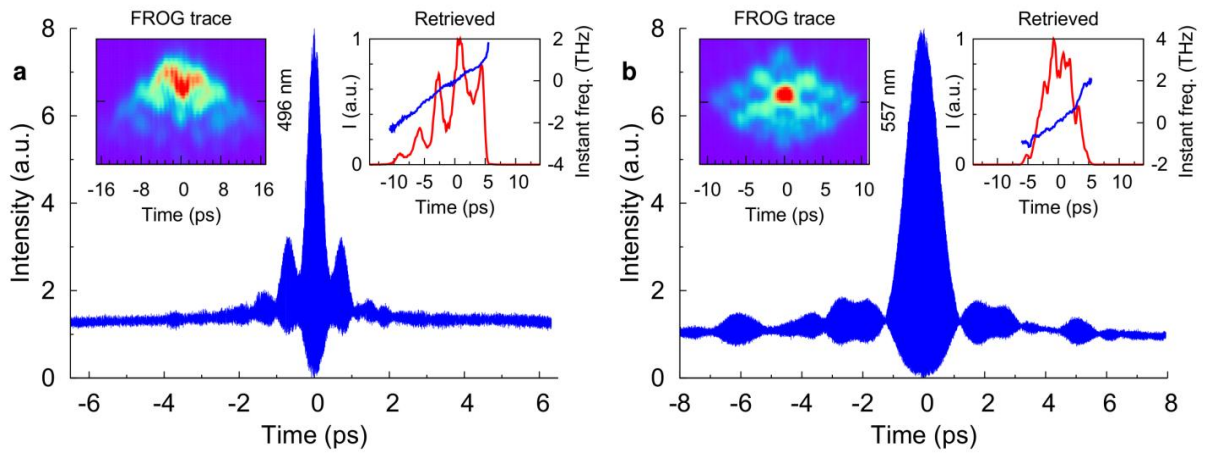 FROG trace
Retrieved
a
Intensity (a.u.)
8
6
4
2
0
-6
-4
-2
0
2
4
6
Time (ps)
-16
-8
0
8
16
Time (ps)
496 nm
I (a.u.)
1
0
-10
-5
0
5
10
Time (ps)
2
0
-2
-4
Instant freq. (THz)
FROG trace
Retrieved
b
Intensity (a.u.)
8
6
4
2
0
-8
-6
-4
-2
0
2
4
6
8
Time (ps)
-10
-5
0
5
10
Time (ps)
557 nm
I (a.u.)
1
0
-10
-5
0
5
10
Time (ps)
4
2
0
-2
Instant freq. (THz)